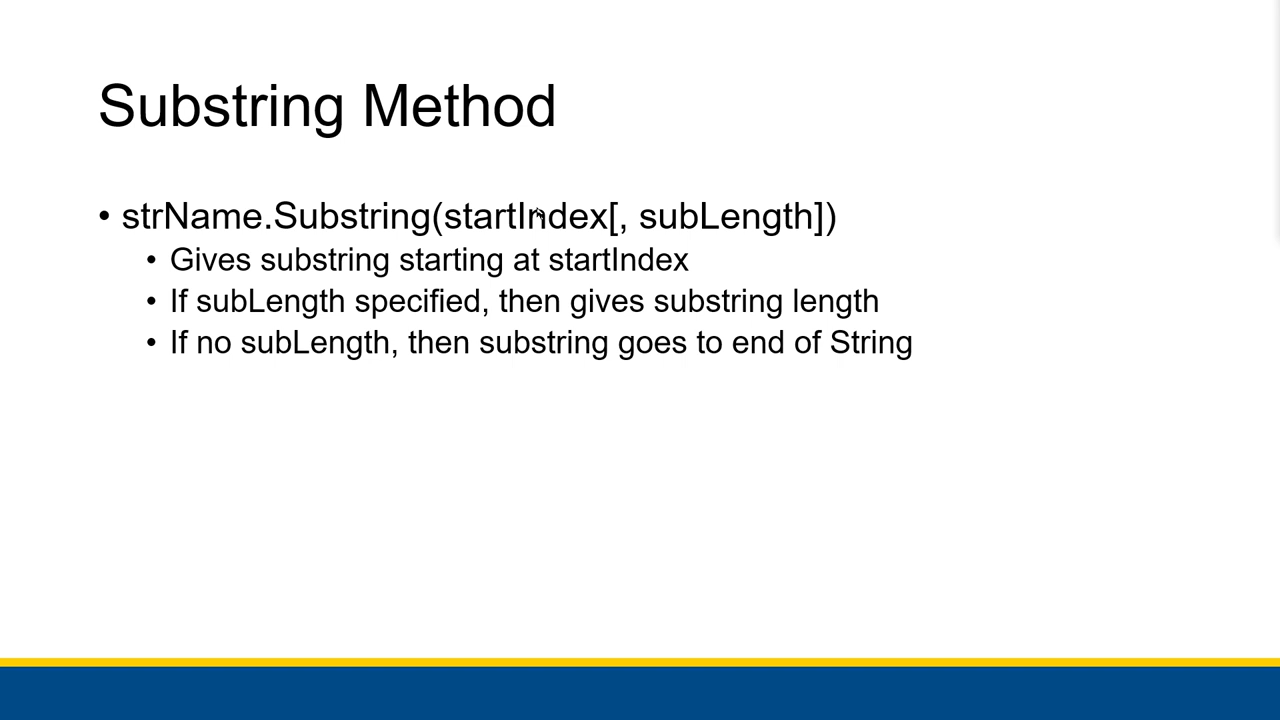 Substring Method
• strName.Substring(startIndex[, subLength])
• Gives substring starting at startIndex
• If subLength specified, then gives substring length
• If no subLength, then substring goes to end of String